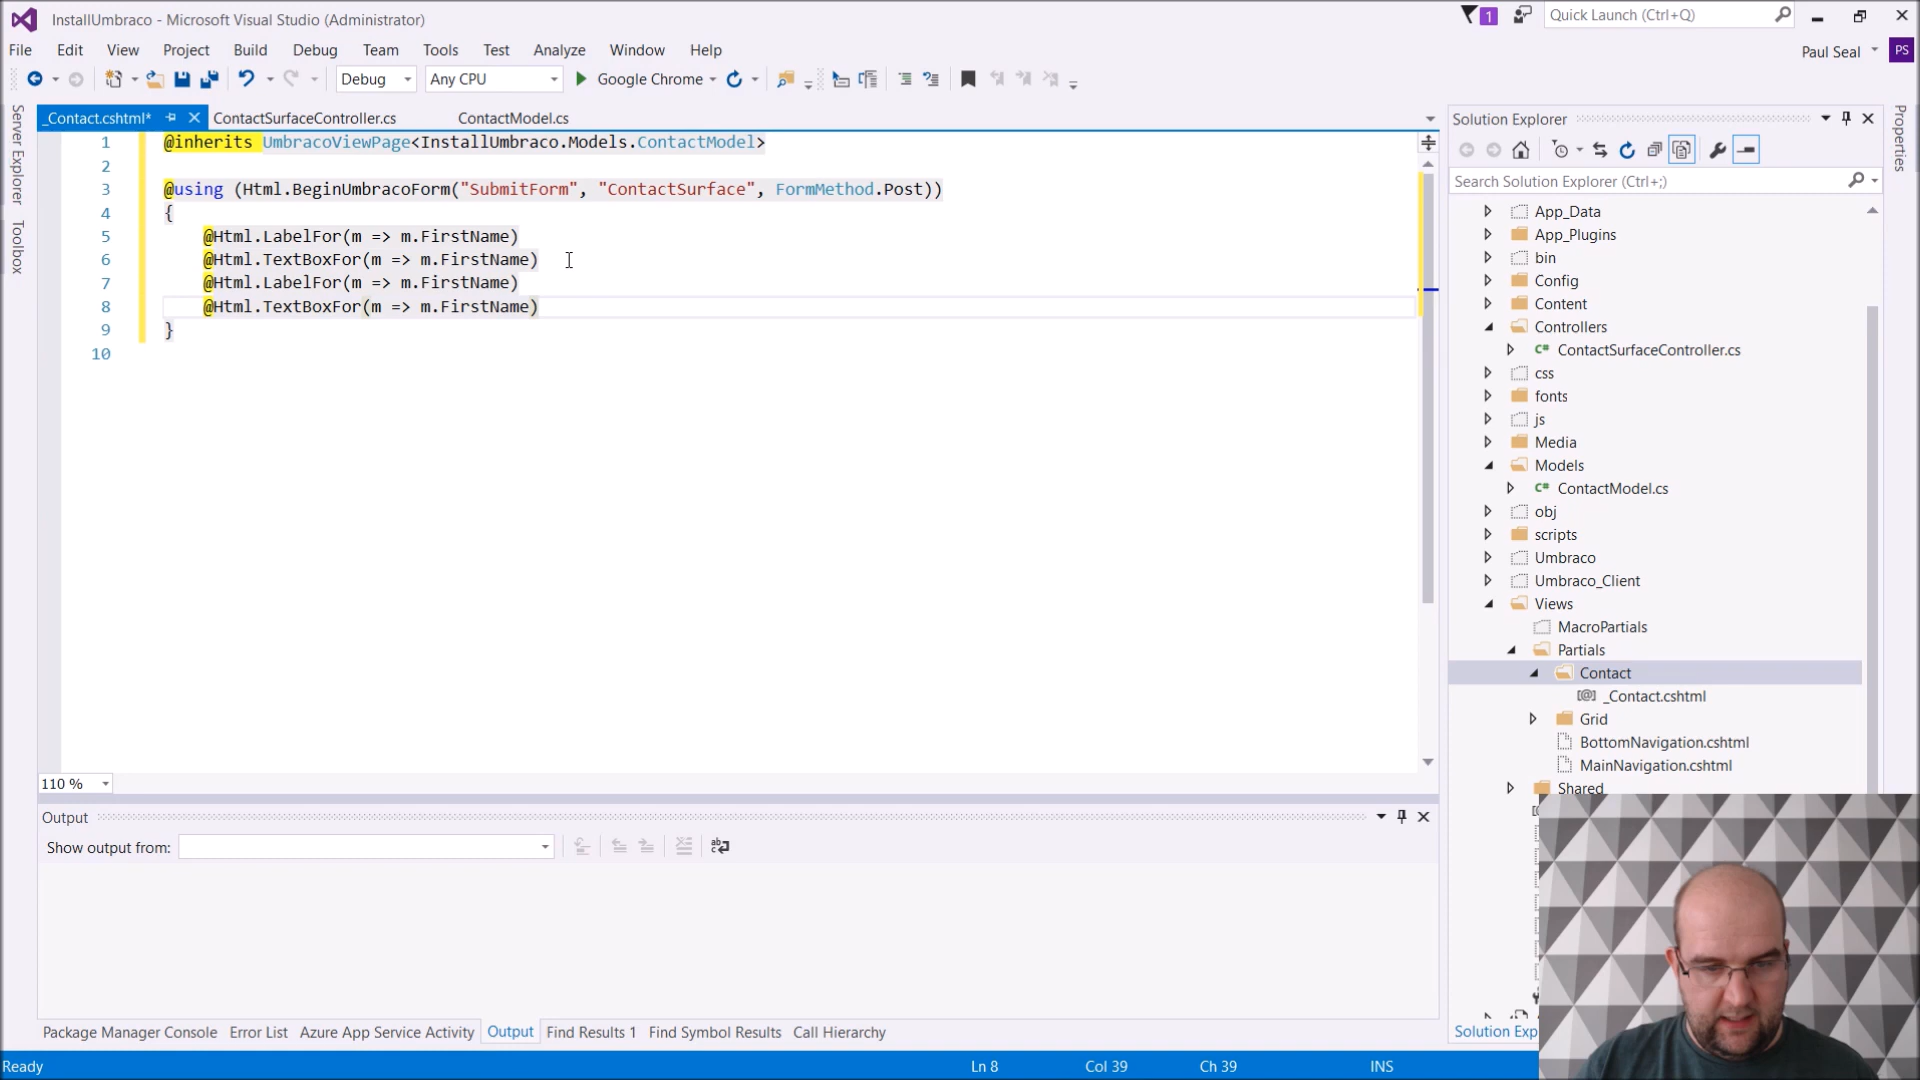 InstallUmbraco - Microsoft Visual Studio (Administrator)
1
Quick Launch (Ctrl+Q)
File Edit View Project Build Debug Team Tools Test Analyze Window Help
Paul Seal
PS
Debug
Any CPU
Google Chrome
Server Explorer
Toolbox
_Contact.cshtml*
ContactSurfaceController.cs
ContactModel.cs
1 @inherits UmbracoViewPage<InstallUmbraco.Models.ContactModel>
2
3 @using (Html.BeginUmbracoForm("SubmitForm", "ContactSurface", FormMethod.Post))
4 {
5 @Html.LabelFor(m => m.FirstName)
6 @Html.TextBoxFor(m => m.FirstName)
7 @Html.LabelFor(m => m.FirstName)
8 @Html.TextBoxFor(m => m.FirstName)
9 }
10
110 %
Output
Show output from:
Package Manager Console
Error List
Azure App Service Activity
Output
Find Results 1
Find Symbol Results
Call Hierarchy
Solution Explorer
Search Solution Explorer (Ctrl+;)
App_Data
App_Plugins
bin
Config
Content
Controllers
C# ContactSurfaceController.cs
css
fonts
js
Media
Models
C# ContactModel.cs
obj
scripts
Umbraco
Umbraco_Client
Views
MacroPartials
Partials
Contact
_Contact.cshtml
Grid
BottomNavigation.cshtml
MainNavigation.cshtml
Shared
Solution Exp
Properties
Ready
Ln 8
Col 39
Ch 39
INS